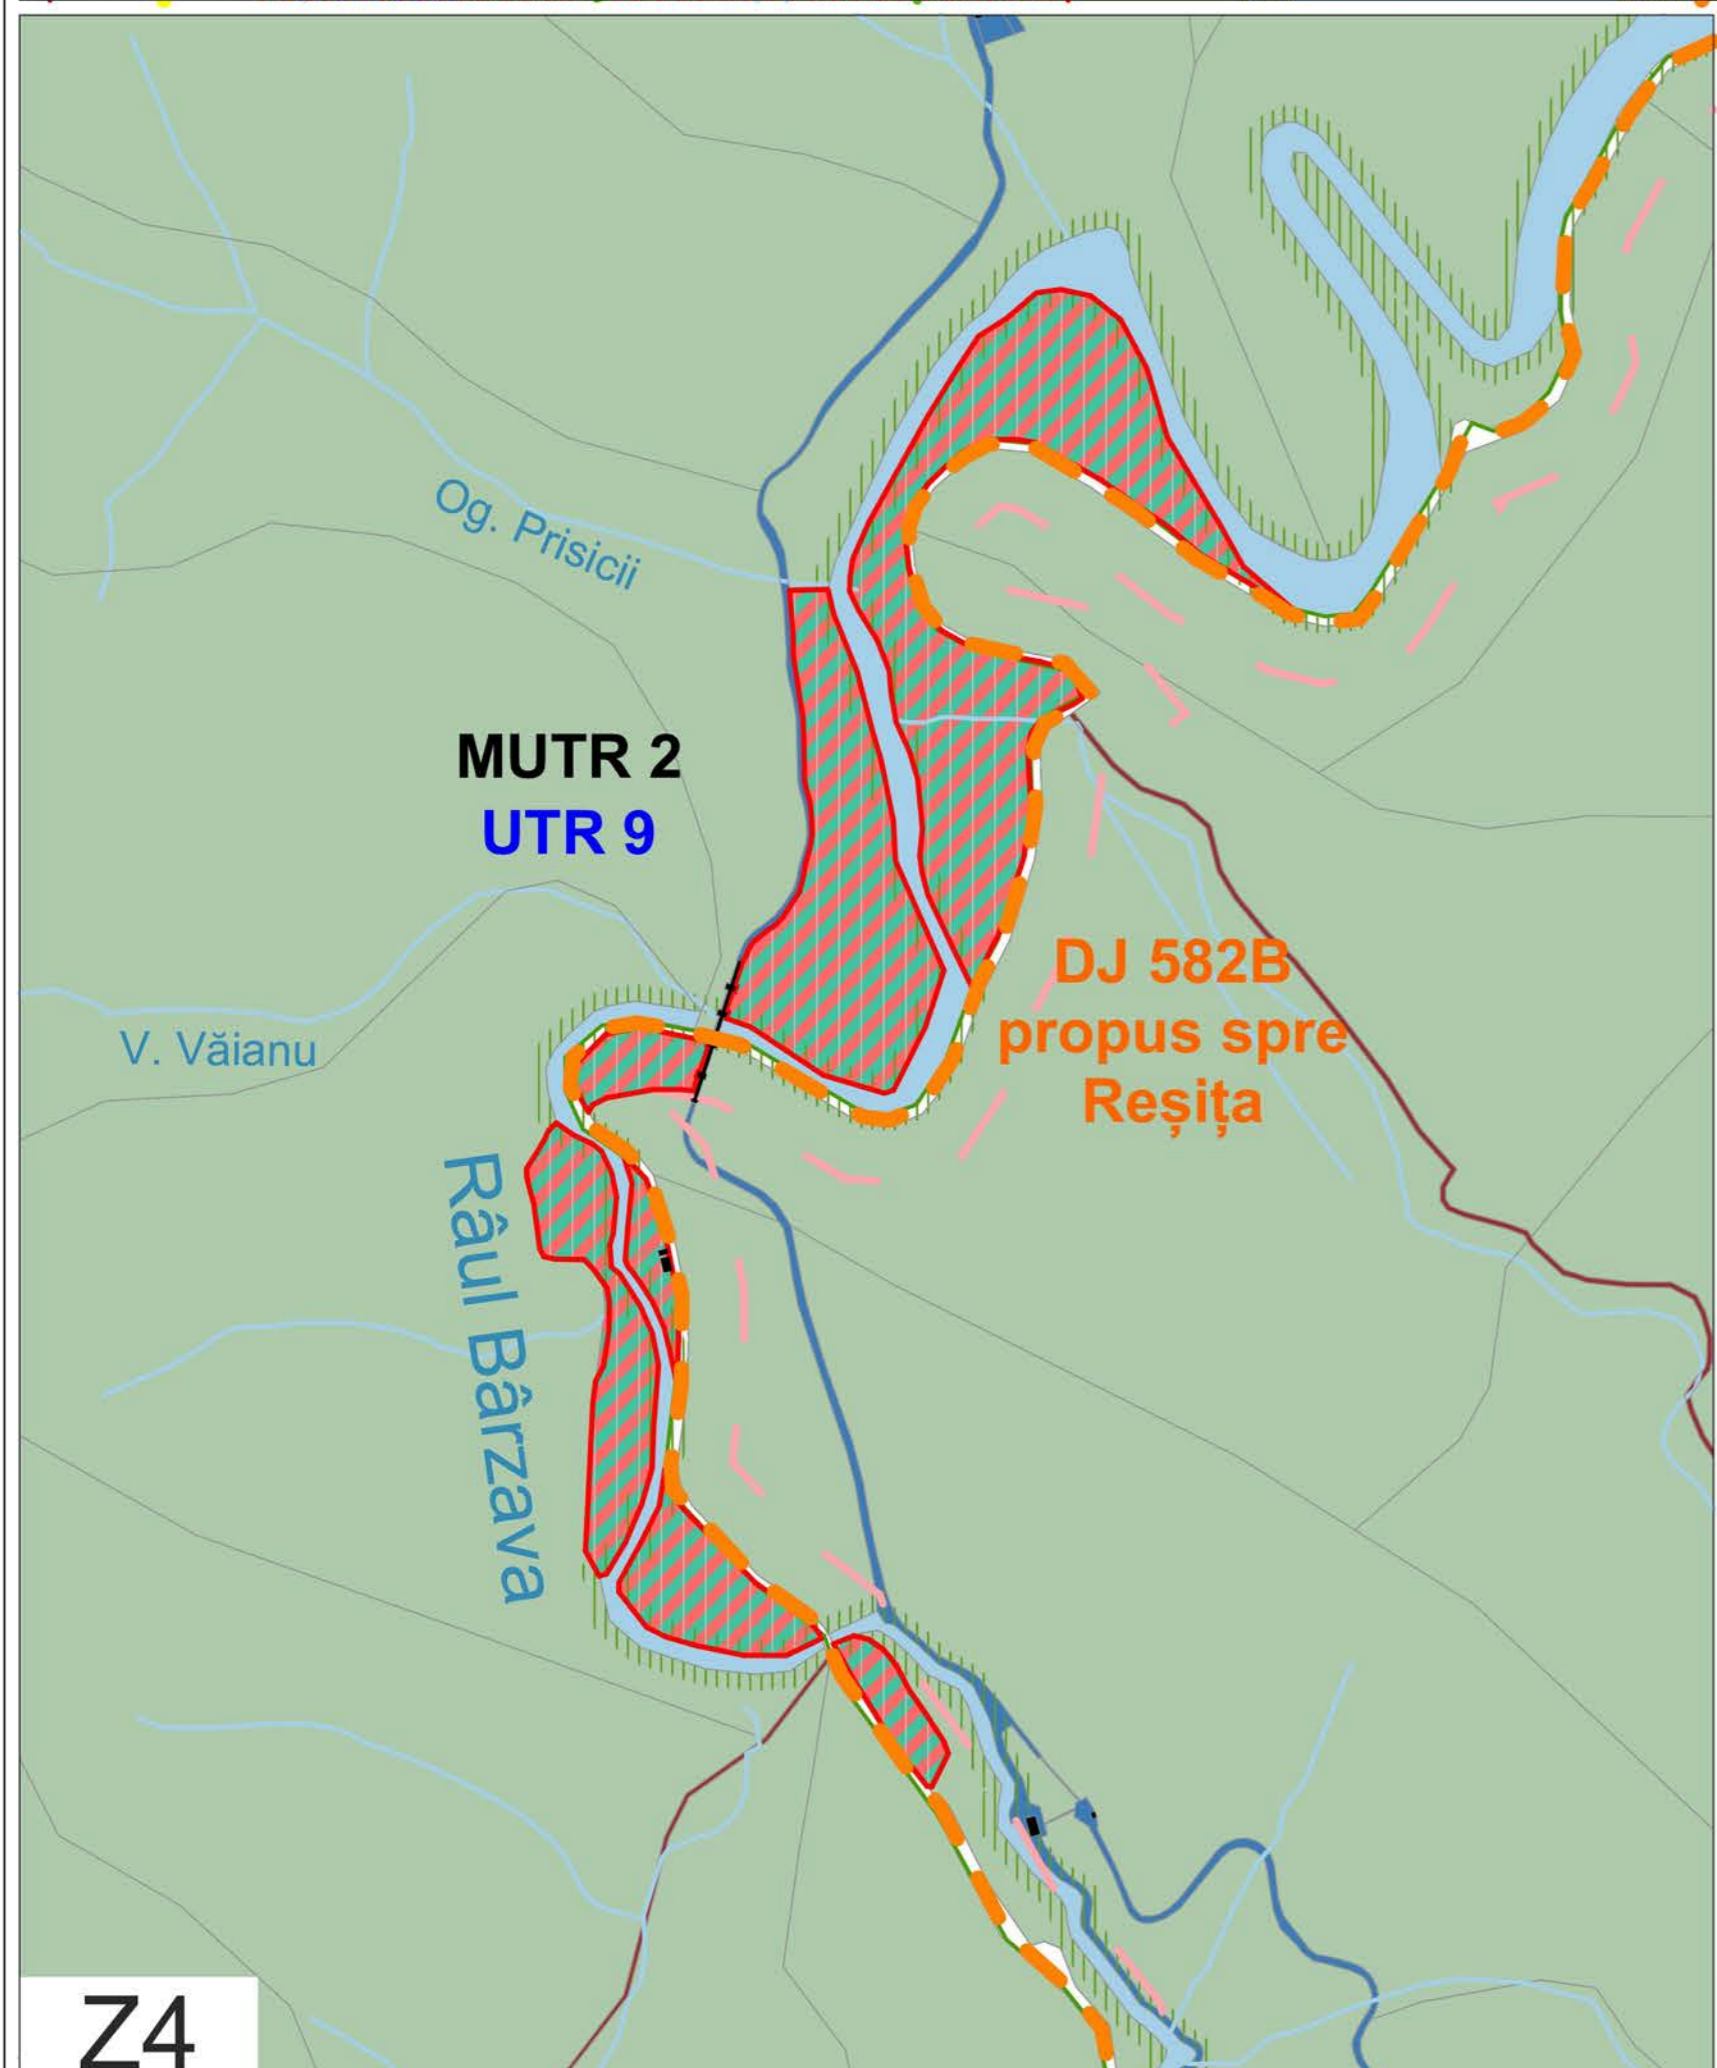 Og. Prisicii
MUTR 2
UTR 9
DJ 582B
propus spre
Reșița
V. Văianu
Râul Bârzava
Z4